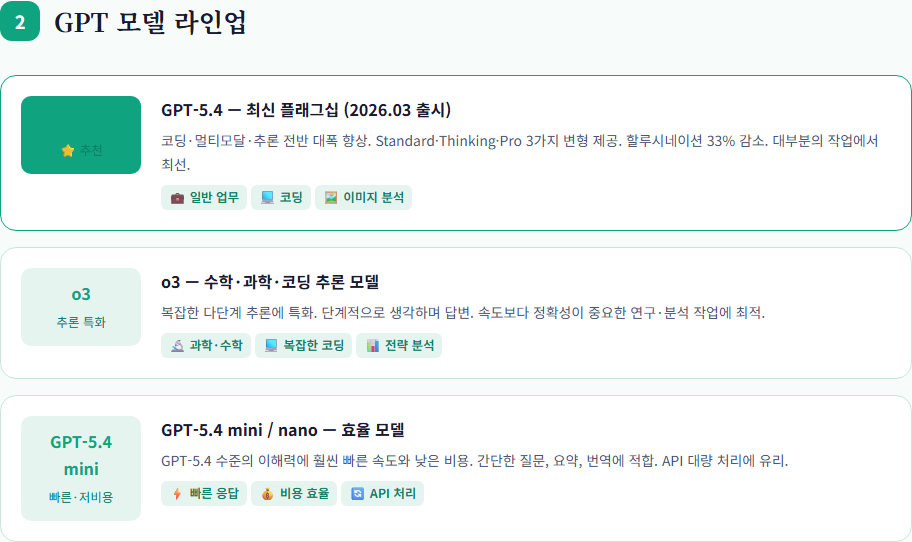 2
GPT 모델 라인업
⭐ 추천
GPT-5.4 — 최신 플래그십 (2026.03 출시)
코딩·멀티모달·추론 전반 대폭 향상. Standard·Thinking·Pro 3가지 변형 제공. 할루시네이션 33% 감소. 대부분의 작업에서
최선.
💼 일반 업무 💻 코딩 🖼️ 이미지 분석
o3
추론 특화
o3 — 수학·과학·코딩 추론 모델
복잡한 다단계 추론에 특화. 단계적으로 생각하며 답변. 속도보다 정확성이 중요한 연구·분석 작업에 최적.
🔬 과학·수학 💻 복잡한 코딩 📊 전략 분석
GPT-5.4
mini
빠른·저비용
GPT-5.4 mini / nano — 효율 모델
GPT-5.4 수준의 이해력에 훨씬 빠른 속도와 낮은 비용. 간단한 질문, 요약, 번역에 적합. API 대량 처리에 유리.
⚡ 빠른 응답 💰 비용 효율 🔄 API 처리